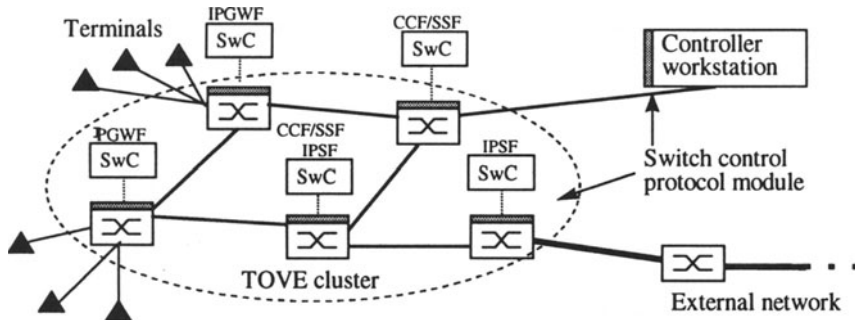 IPGWF
CCF/SSF
Terminals
SwC
SwC
Controller
workstation
PGWF
CCF/SSF
IPSF
IPSF
SwC
SwC
SwC
Switch control
protocol module
TOVE cluster
External network